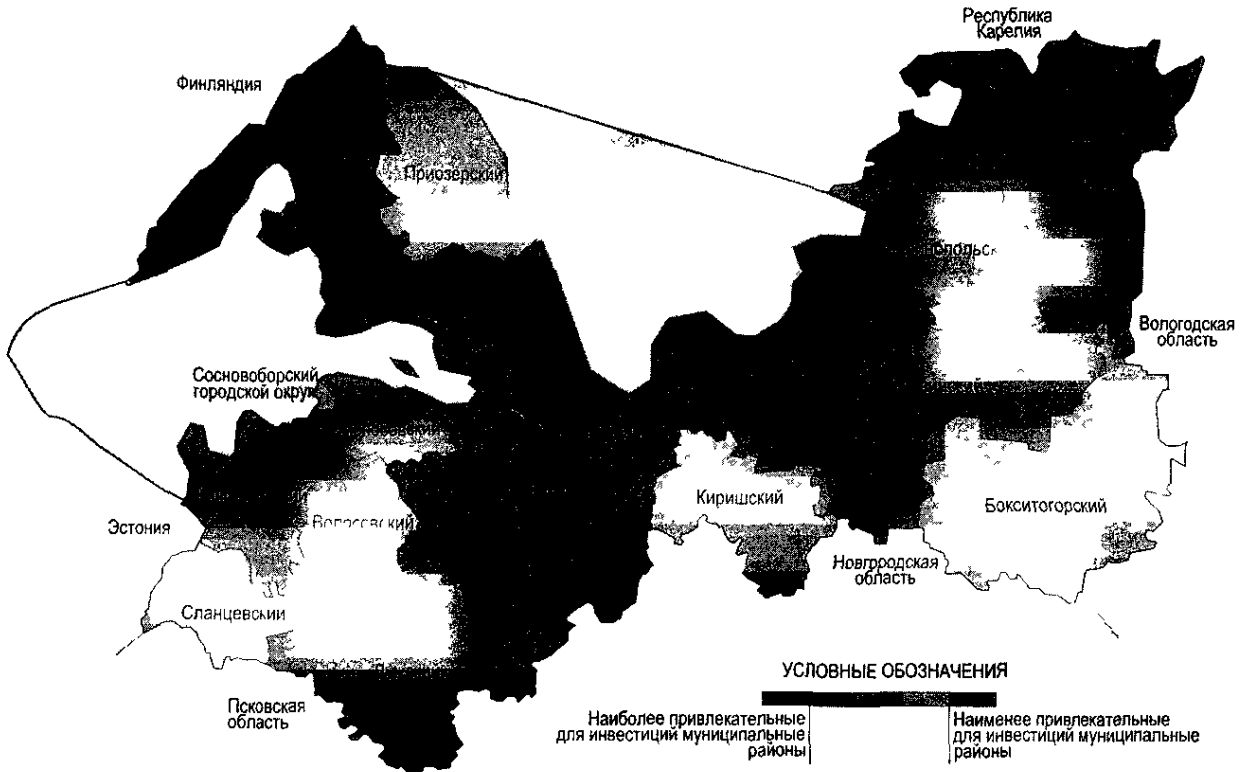 Республика
Карелия
Финляндия
Приозерский
Вологодская
область
Сосновоборский
городской округ
Киришский
Бокситогорский
Эстония
Волосовский
Новгородская
область
Сланцевский
УСЛОВНЫЕ ОБОЗНАЧЕНИЯ
Псковская
область
Наиболее привлекательные
для инвестиций муниципальные
районы
Наименее привлекательные
для инвестиций муниципальные
районы